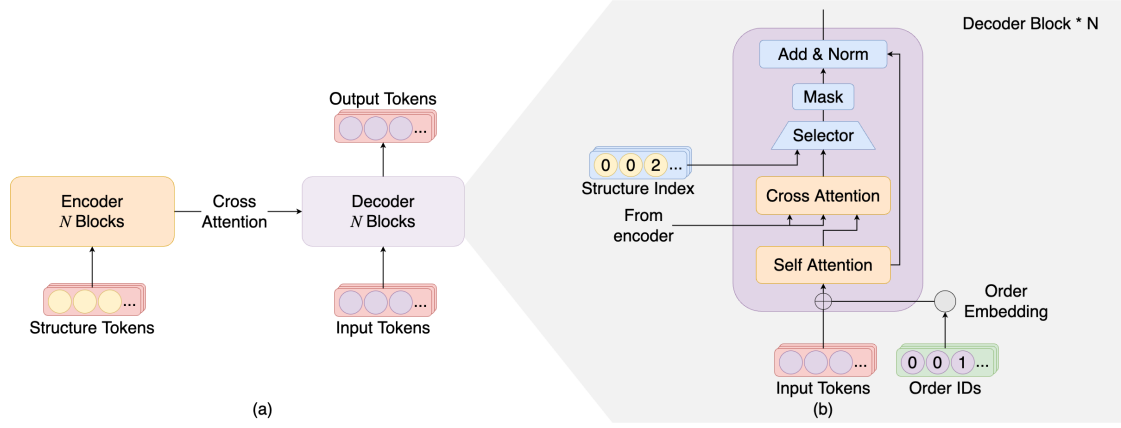 Output Tokens
...
Encoder
N Blocks
Cross
Attention
Decoder
N Blocks
...
Structure Tokens
...
Input Tokens
(a)
Decoder Block * N
Add & Norm
Mask
Selector
0 0 2 ...
Structure Index
Cross Attention
From
encoder
Self Attention
Order
Embedding
...
Input Tokens
0 0 1 ...
Order IDs
(b)